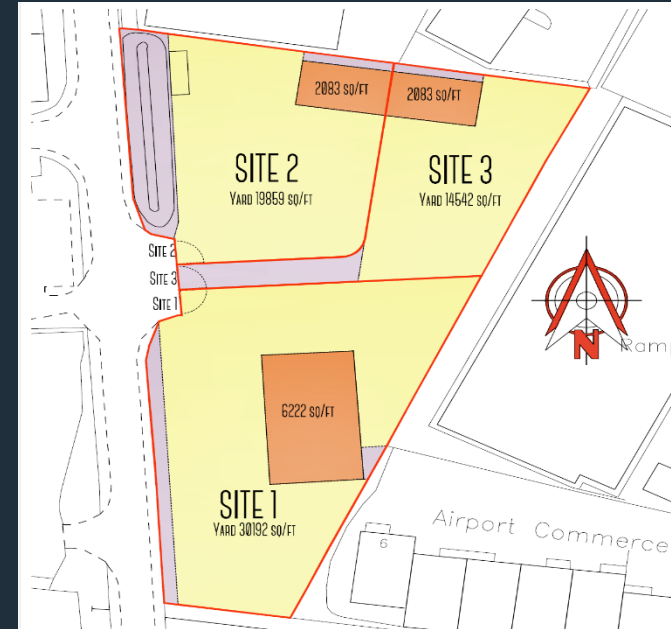 2083 SQ/FT
2083 SQ/FT
SITE 2
YARD 19859 SQ/FT
SITE 3
YARD 14542 SQ/FT
SITE 2
SITE 3
SITE 1
N
Ramp
6222 SQ/FT
SITE 1
YARD 30192 SQ/FT
Airport Commerce
6